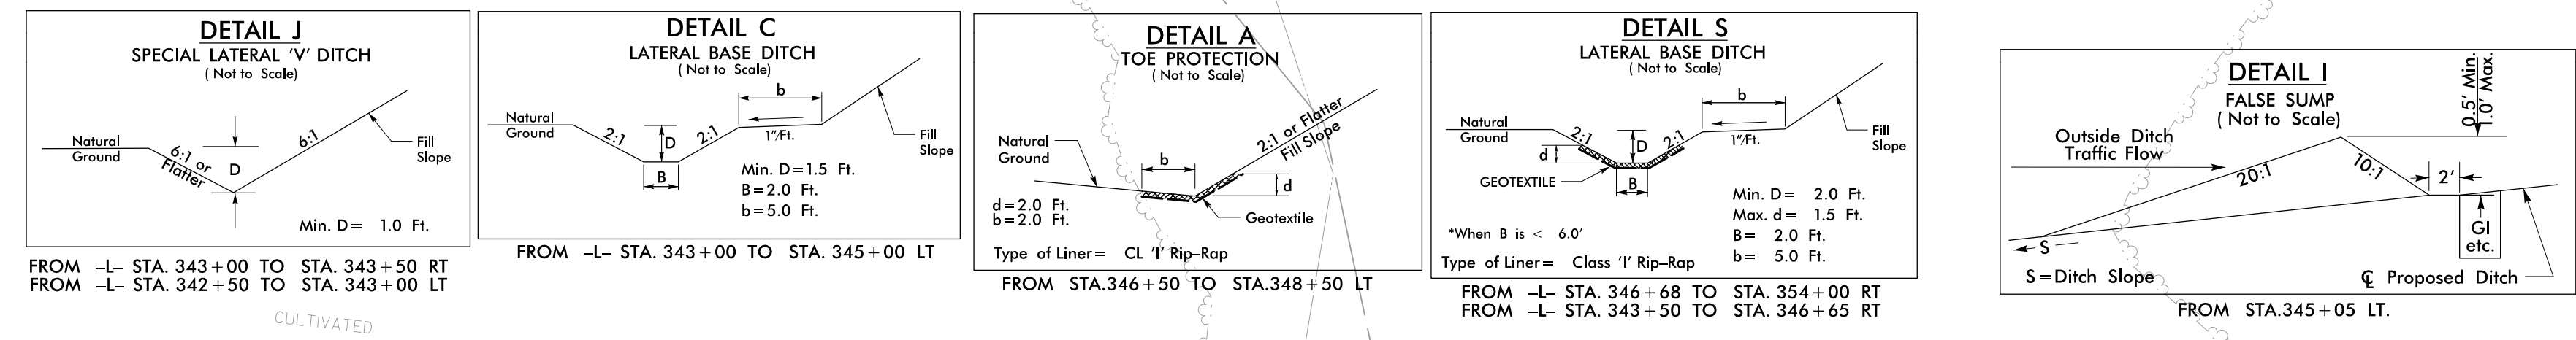 DETAIL J
SPECIAL LATERAL 'V' DITCH
( Not to Scale)
Natural
Ground
6:1 or
Flatter
D
6:1
Fill
Slope
Min. D= 1.0 Ft.
FROM –L– STA. 343+00 TO STA. 343+50 RT
FROM –L– STA. 342+50 TO STA. 343+00 LT
CULTIVATED
DETAIL C
LATERAL BASE DITCH
( Not to Scale)
b
Natural
Ground
2:1
D
2:1
1"/Ft.
Fill
Slope
B
Min. D=1.5 Ft.
B=2.0 Ft.
b=5.0 Ft.
FROM –L– STA. 343+00 TO STA. 345+00 LT
DETAIL A
TOE PROTECTION
( Not to Scale)
Natural
Ground
b
2:1 or Flatter
Fill Slope
d
d=2.0 Ft.
b=2.0 Ft.
Geotextile
Type of Liner= CL 'I' Rip–Rap
FROM STA.346+50 TO STA.348+50 LT
DETAIL S
LATERAL BASE DITCH
( Not to Scale)
b
Natural
Ground
2:1
D
2:1
1"/Ft.
Fill
Slope
d
GEOTEXTILE
B
Min. D= 2.0 Ft.
Max. d= 1.5 Ft.
*When B is < 6.0'
B= 2.0 Ft.
b= 5.0 Ft.
Type of Liner= Class 'I' Rip–Rap
FROM –L– STA. 346+68 TO STA. 354+00 RT
FROM –L– STA. 343+50 TO STA. 346+65 RT
DETAIL I
FALSE SUMP
( Not to Scale)
0.5' Min.
1.0' Max.
Outside Ditch
Traffic Flow
20:1
10:1
2'
S
GI
etc.
S=Ditch Slope
℄ Proposed Ditch
FROM STA.345+05 LT.